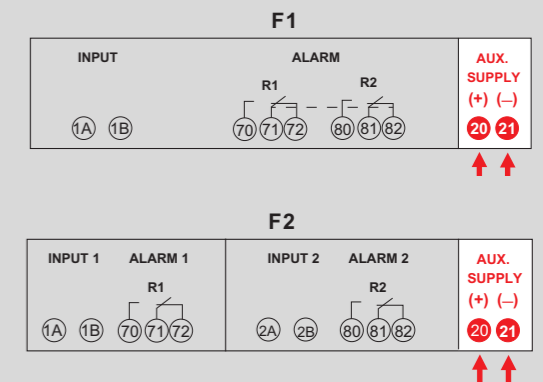 F1
INPUT ALARM AUX.
SUPPLY
R1 R2
(+) (–)
1A 1B 70 71 72 80 81 82 20 21
F2
INPUT 1 ALARM 1 INPUT 2 ALARM 2 AUX.
SUPPLY
R1 R2
(+) (–)
1A 1B 70 71 72 2A 2B 80 81 82 20 21